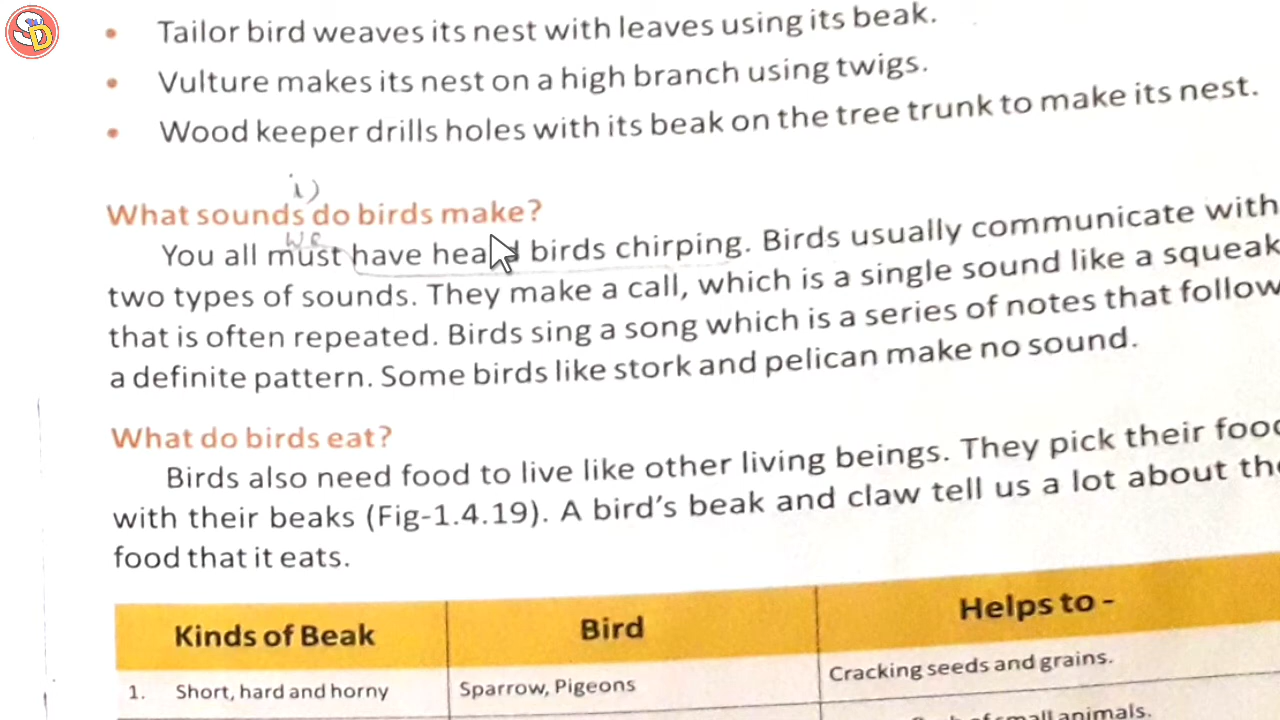 SD
Tailor bird weaves its nest with leaves using its beak.
Vulture makes its nest on a high branch using twigs.
Wood keeper drills holes with its beak on the tree trunk to make its nest.
i)
What sounds do birds make?
we
You all must have heard birds chirping. Birds usually communicate with
two types of sounds. They make a call, which is a single sound like a squeak
that is often repeated. Birds sing a song which is a series of notes that follow
a definite pattern. Some birds like stork and pelican make no sound.
What do birds eat?
Birds also need food to live like other living beings. They pick their food
with their beaks (Fig-1.4.19). A bird's beak and claw tell us a lot about the
food that it eats.
Kinds of Beak Bird Helps to -
1. Short, hard and horny Sparrow, Pigeons Cracking seeds and grains.
of small animals.